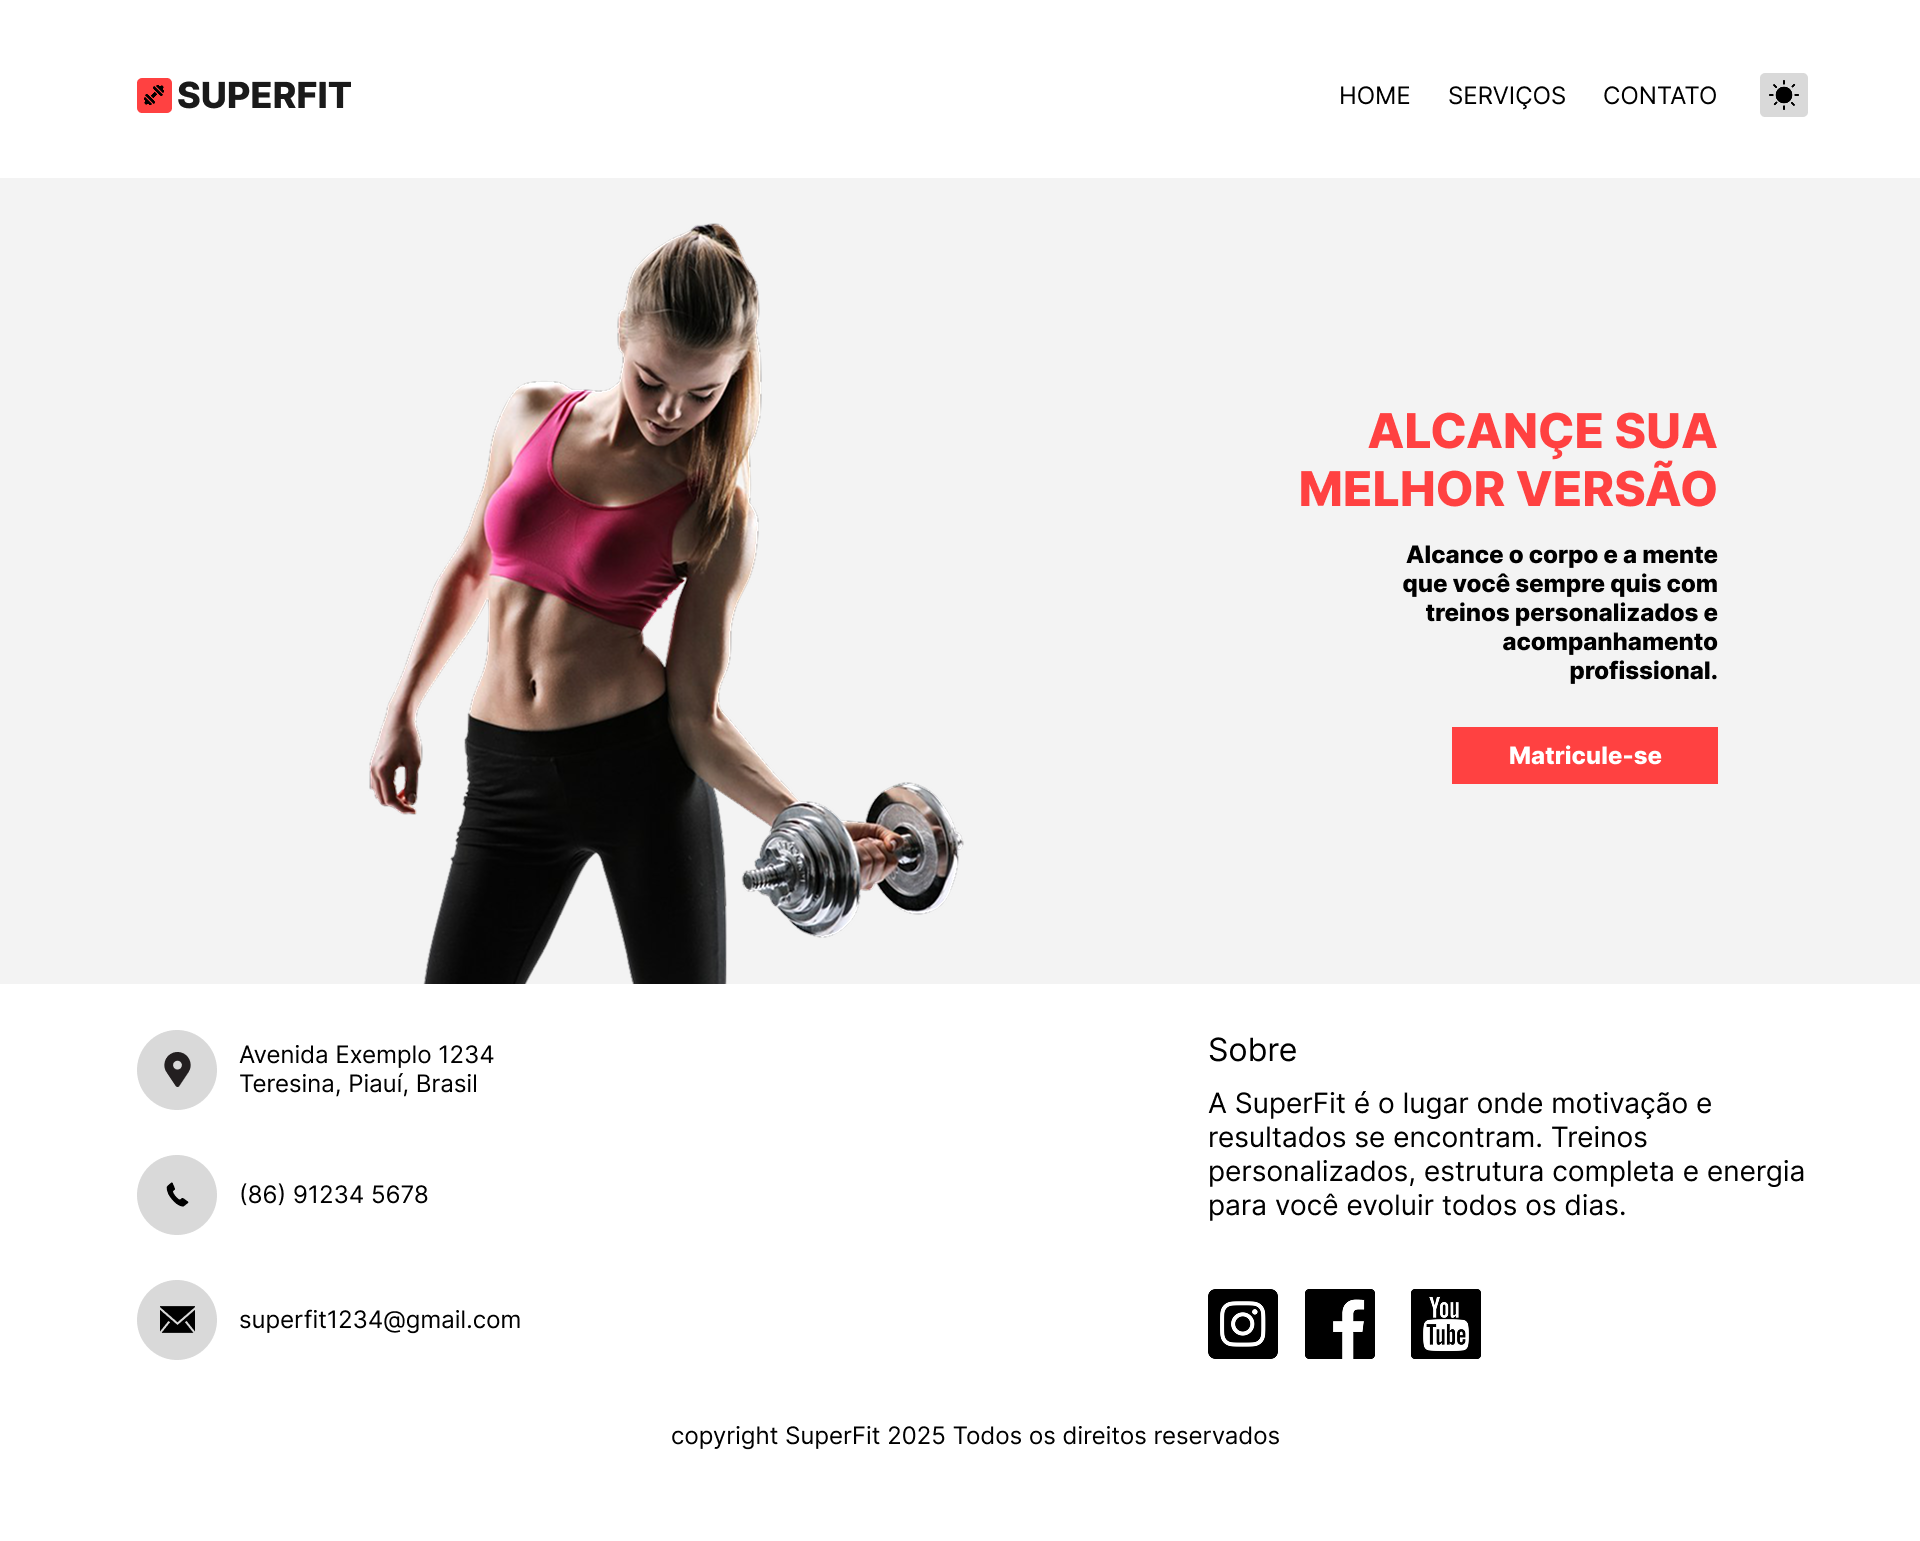 SUPERFIT
HOME
SERVIÇOS
CONTATO
ALCANÇE SUA
MELHOR VERSÃO
Alcance o corpo e a mente
que você sempre quis com
treinos personalizados e
acompanhamento
profissional.
Matricule-se
Avenida Exemplo 1234
Teresina, Piauí, Brasil
(86) 91234 5678
superfit1234@gmail.com
Sobre
A SuperFit é o lugar onde motivação e
resultados se encontram. Treinos
personalizados, estrutura completa e energia
para você evoluir todos os dias.
You
Tube
copyright SuperFit 2025 Todos os direitos reservados